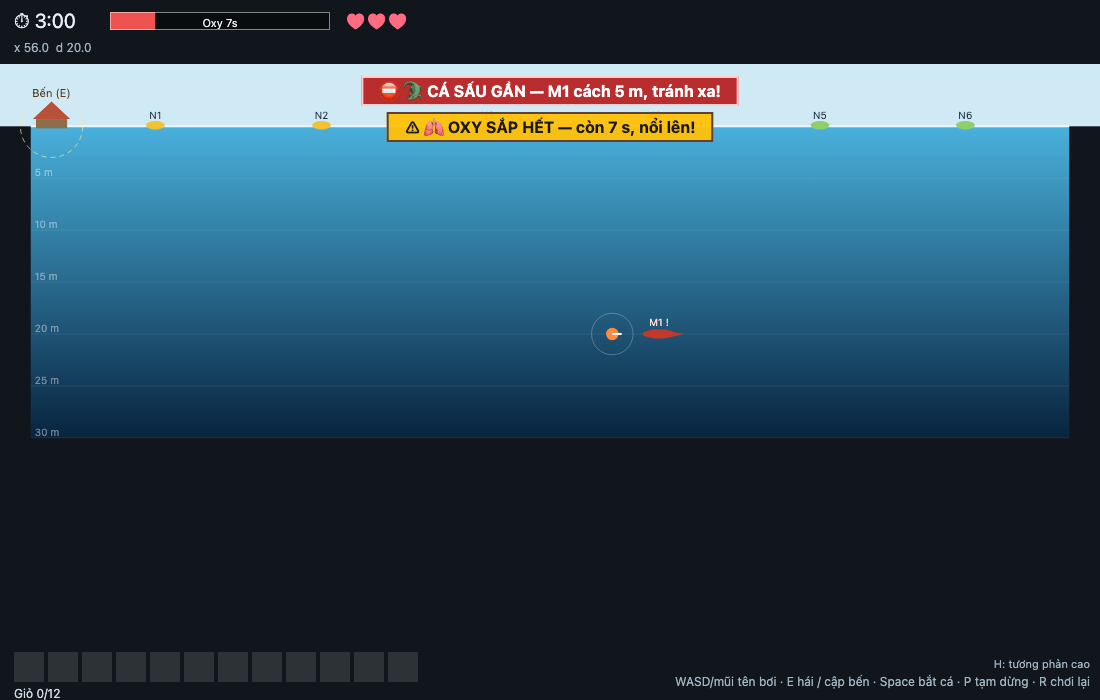 3:00
Oxy 7s
x 56.0 d 20.0
Bến (E)
CÁ SẤU GẦN — M1 cách 5 m, tránh xa!
N1
N2
N5
N6
OXY SẮP HẾT — còn 7 s, nổi lên!
5 m
10 m
15 m
M1 !
20 m
25 m
30 m
H: tương phản cao
WASD/mũi tên bơi · E hái / cập bến · Space bắt cá · P tạm dừng · R chơi lại
Giỏ 0/12